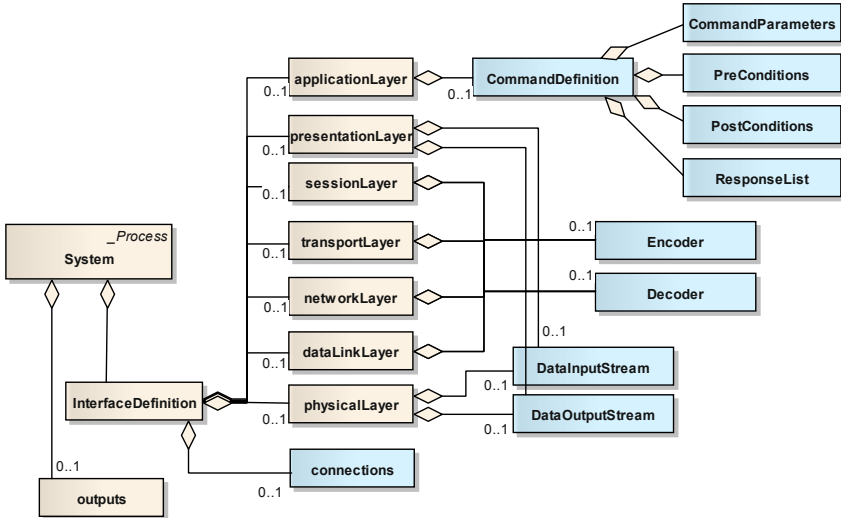 CommandParameters
applicationLayer
CommandDefinition
PreConditions
0..1
0..1
PostConditions
presentationLayer
0..1
ResponseList
sessionLayer
0..1
_Process
System
transportLayer
0..1
0..1
Encoder
networkLayer
0..1
0..1
Decoder
dataLinkLayer
0..1
0..1
DataInputStream
InterfaceDefinition
physicalLayer
0..1
0..1
DataOutputStream
0..1
outputs
0..1
connections
0..1